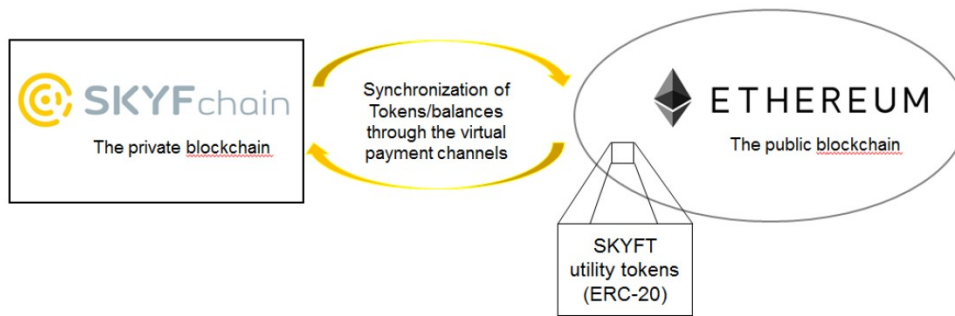 SKYFchain
The private blockchain
Synchronization of
Tokens/balances
through the virtual
payment channels
ETHEREUM
The public blockchain
SKYFT
utility tokens
(ERC-20)